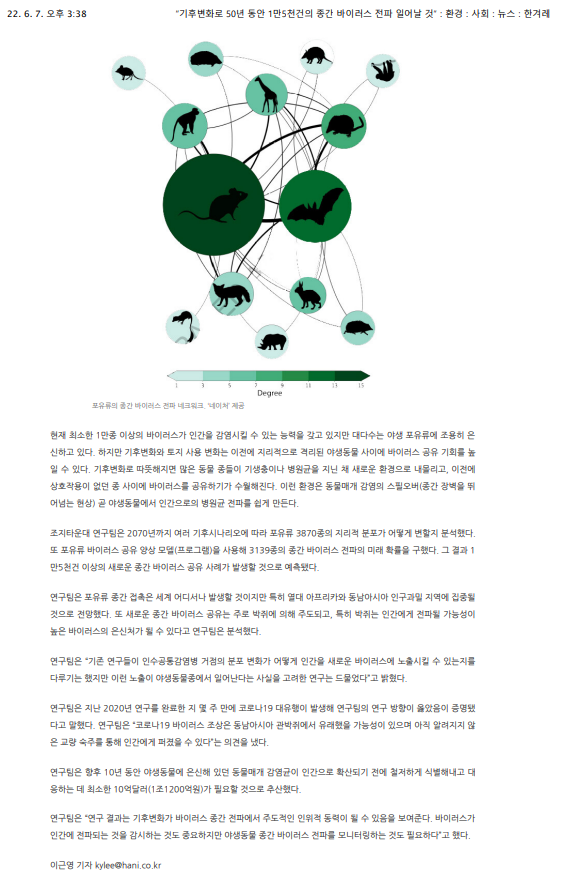 22. 6. 7. 오후 3:38
"기후변화로 50년 동안 1만5천건의 종간 바이러스 전파 일어날 것" : 환경 : 사회 : 뉴스 : 한겨레
1 3 5 7 9 11 13 15
Degree
포유류의 종간 바이러스 전파 네크워크. '네이처' 제공
현재 최소한 1만종 이상의 바이러스가 인간을 감염시킬 수 있는 능력을 갖고 있지만 대다수는 야생 포유류에 조용히 은
신하고 있다. 하지만 기후변화와 토지 사용 변화는 이전에 지리적으로 격리된 야생동물 사이에 바이러스 공유 기회를 높
일 수 있다. 기후변화로 따뜻해지면 많은 동물 종들이 기생충이나 병원균을 지닌 채 새로운 환경으로 내몰리고, 이전에
상호작용이 없던 종 사이에 바이러스를 공유하기가 수월해진다. 이런 환경은 동물매개 감염의 스필오버(종간 장벽을 뛰
어넘는 현상) 곧 야생동물에서 인간으로의 병원균 전파를 쉽게 만든다.
조지타운대 연구팀은 2070년까지 여러 기후시나리오에 따라 포유류 3870종의 지리적 분포가 어떻게 변할지 분석했다.
또 포유류 바이러스 공유 양상 모델(프로그램)을 사용해 3139종의 종간 바이러스 전파의 미래 확률을 구했다. 그 결과 1
만5천건 이상의 새로운 종간 바이러스 공유 사례가 발생할 것으로 예측됐다.
연구팀은 포유류 종간 접촉은 세계 어디서나 발생할 것이지만 특히 열대 아프리카와 동남아시아 인구과밀 지역에 집중될
것으로 전망했다. 또 새로운 종간 바이러스 공유는 주로 박쥐에 의해 주도되고, 특히 박쥐는 인간에게 전파될 가능성이
높은 바이러스의 은신처가 될 수 있다고 연구팀은 분석했다.
연구팀은 "기존 연구들이 인수공통감염병 거점의 분포 변화가 어떻게 인간을 새로운 바이러스에 노출시킬 수 있는지를
다루기는 했지만 이런 노출이 야생동물종에서 일어난다는 사실을 고려한 연구는 드물었다"고 밝혔다.
연구팀은 지난 2020년 연구를 완료한 지 몇 주 만에 코로나19 대유행이 발생해 연구팀의 연구 방향이 옳았음이 증명됐
다고 말했다. 연구팀은 "코로나19 바이러스 조상은 동남아시아 관박쥐에서 유래했을 가능성이 있으며 아직 알려지지 않
은 교량 숙주를 통해 인간에게 퍼졌을 수 있다"는 의견을 냈다.
연구팀은 향후 10년 동안 야생동물에 은신해 있던 동물매개 감염균이 인간으로 확산되기 전에 철저하게 식별해내고 대
응하는 데 최소한 10억달러(1조1200억원)가 필요할 것으로 추산했다.
연구팀은 "연구 결과는 기후변화가 바이러스 종간 전파에서 주도적인 인위적 동력이 될 수 있음을 보여준다. 바이러스가
인간에 전파되는 것을 감시하는 것도 중요하지만 야생동물 종간 바이러스 전파를 모니터링하는 것도 필요하다"고 했다.
이근영 기자 kylee@hani.co.kr